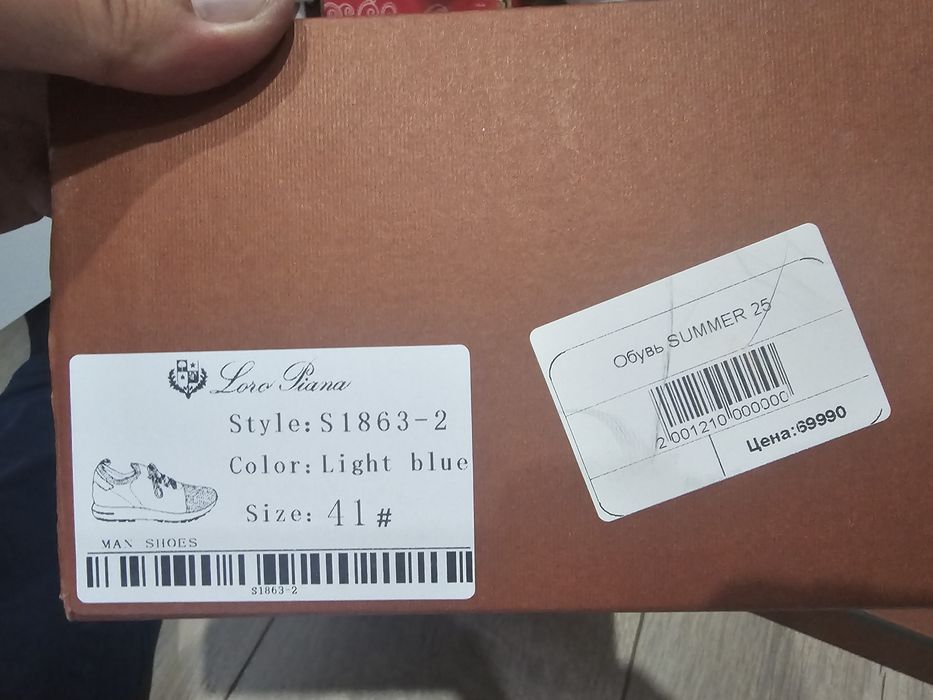 Loro Piana
Style: S1863-2
Color: Light blue
Size: 41#
MAN SHOES
S1863-2
Обувь SUMMER 25
2 001210 000000
Цена:69990